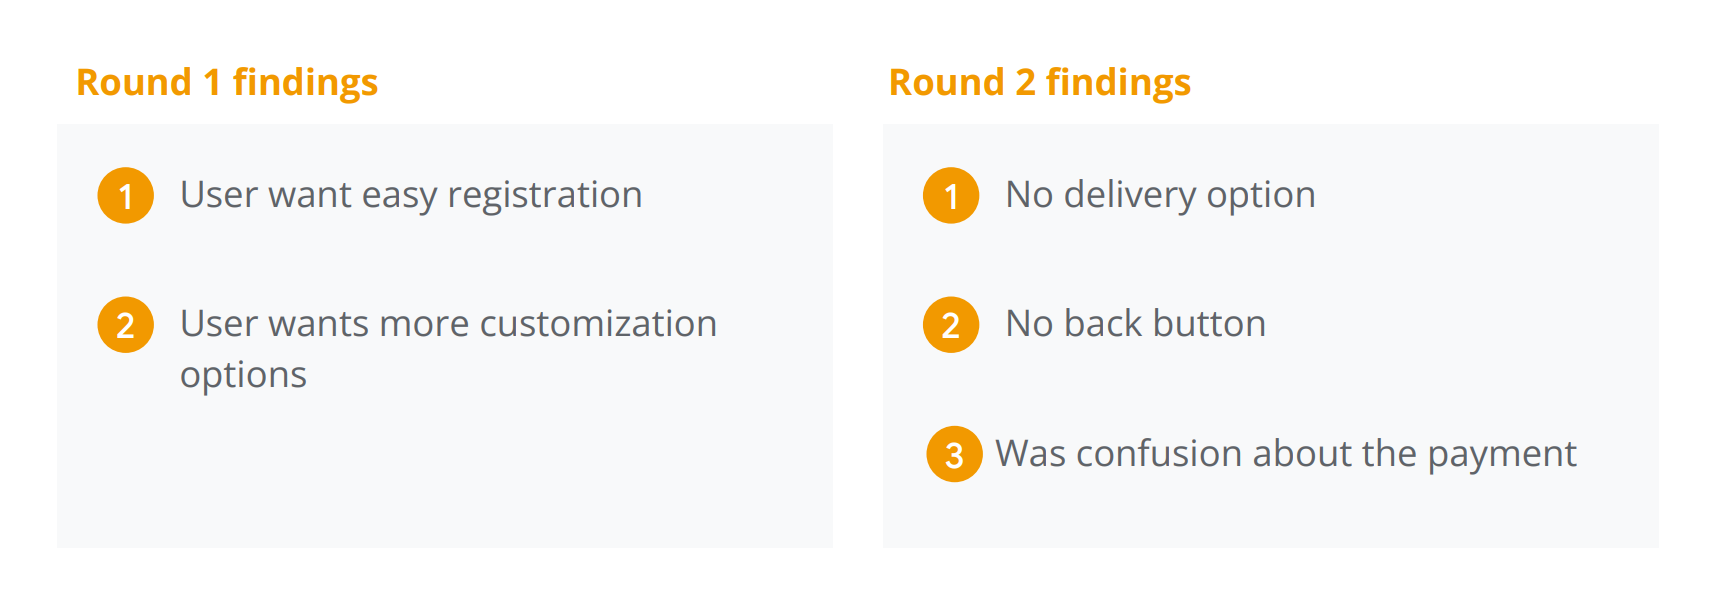 Round 1 findings
1 User want easy registration
2 User wants more customization
options
Round 2 findings
1 No delivery option
2 No back button
3 Was confusion about the payment